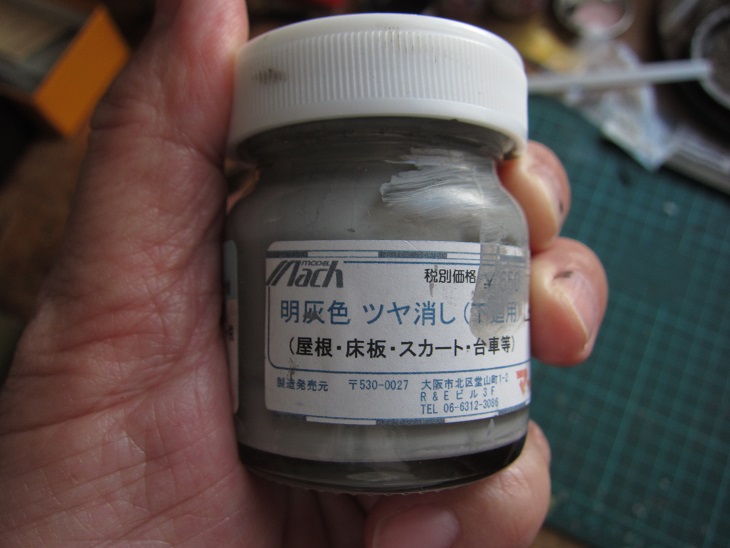 MODEL
Mach
税別価格 ¥650
明灰色 ツヤ消し(下
(屋根・床板・スカート・台車等)
製造発売元 〒530-0027 大阪市北区堂山町1-2
R&Eビル3F
TEL 06-6312-3086